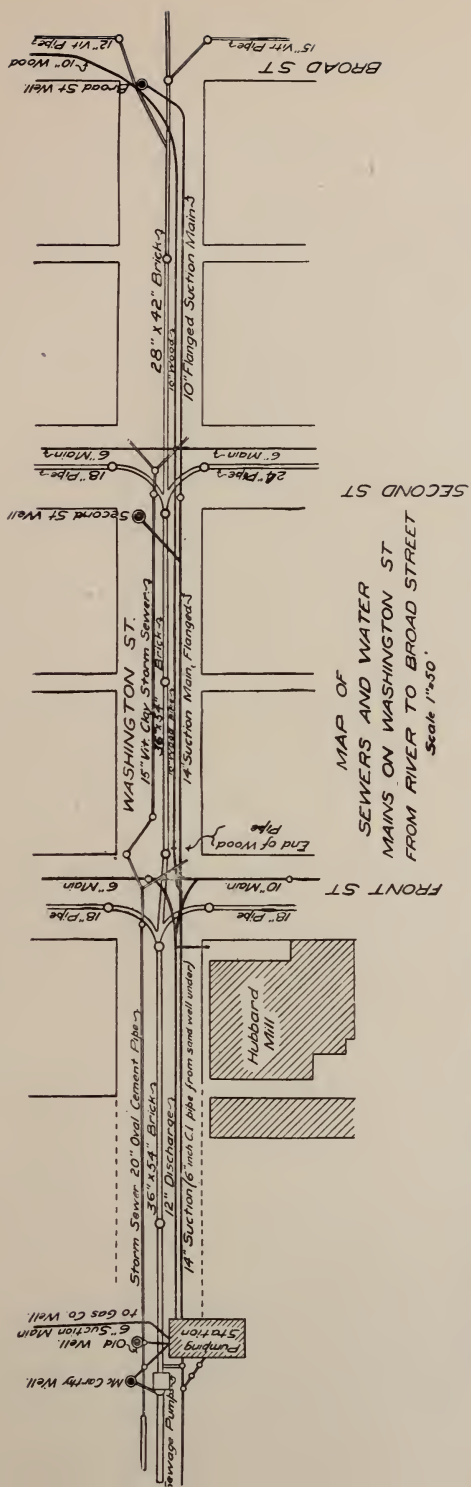 12" Vit Pipe
10" Wood
Broad St Well.
15" Vitr Pipe
BROAD ST
28" x 42" Brick
10" Wood
10" Flanged Suction Main
6" Main
18" Pipe
6" Main
24" Pipe
SECOND ST
Second St Well
WASHINGTON ST.
15" Vit. Clay Storm Sewer
36" x 54" Brick
14" Suction Main, Flanged
End of Wood
Pipe
6" Main
18" Pipe
10" Main
18" Pipe
FRONT ST
MAP OF
SEWERS AND WATER
MAINS ON WASHINGTON ST
FROM RIVER TO BROAD STREET
Scale 1"=50'
Hubbard
Mill
Storm Sewer 20" Oval Cement Pipe
36" x 54" Brick
12" Discharge
14" Suction (6" inch C.I. pipe from sand well under)
6" Suction Main
to Gas Co. Well.
Old Well.
McCarthy Well.
Pumping
Station
Sewage Pump